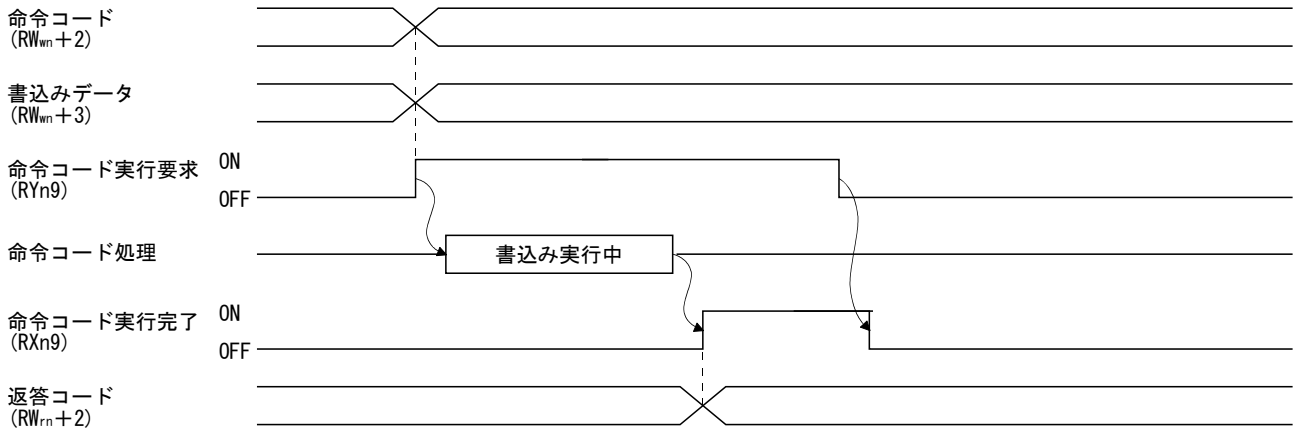 命令コード
(RWwn+2)
書込みデータ
(RWwn+3)
命令コード実行要求 ON
(RYn9)
OFF
命令コード処理
書込み実行中
命令コード実行完了 ON
(RXn9)
OFF
返答コード
(RWrn+2)